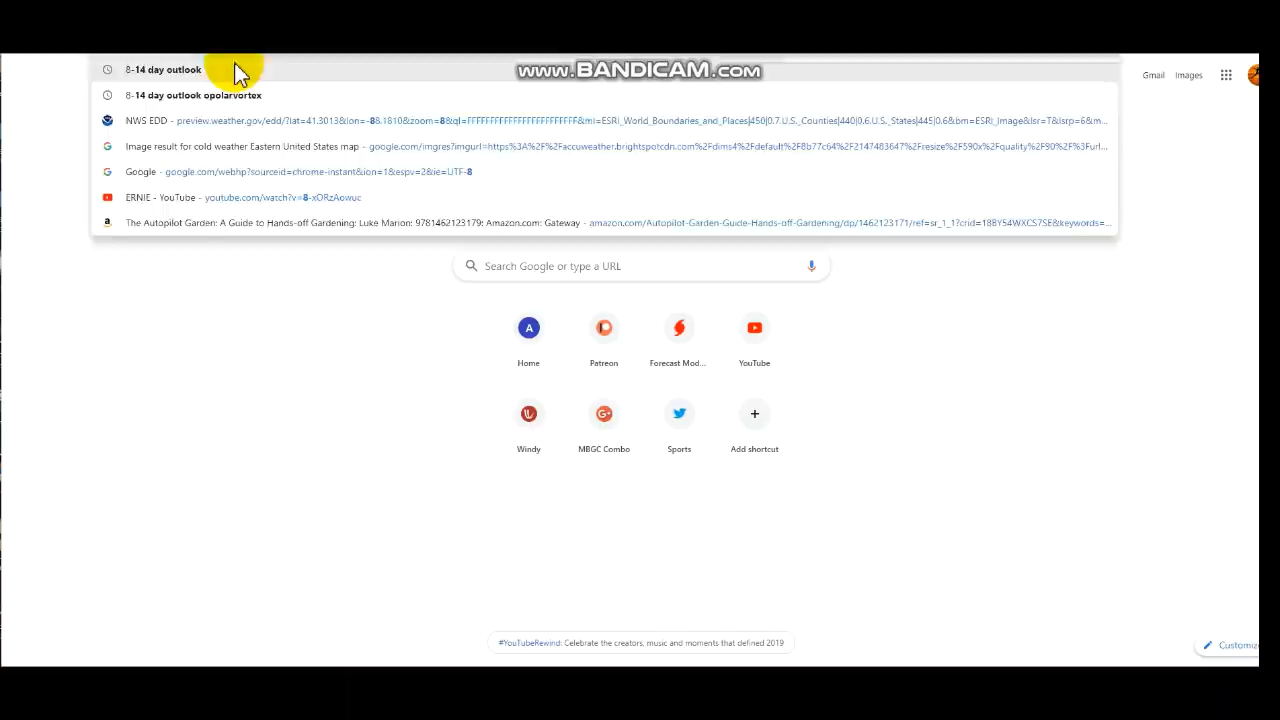 8-14 day outlook
www.BANDICAM.com
Gmail Images
8-14 day outlook opolarvortex
NWS EDD - preview.weather.gov/edd/?lat=41.3013&lon=-88.1810&zoom=8&ql=FFFFFFFFFFFFFFFFFFFFFFFF&mi=ESRI_World_Boundaries_and_Places|450|0.7,U.S._Counties|440|0.6,U.S._States|445|0.6&bm=ESRI_Image&lsr=T&lsrp=6&m...
Image result for cold weather Eastern United States map - google.com/imgres?imgurl=https%3A%2F%2Faccuweather.brightspotcdn.com%2Fdims4%2Fdefault%2F8b77c64%2F2147483647%2Fresize%2F590x%2Fquality%2F90%2F%3Furl...
Google - google.com/webhp?sourceid=chrome-instant&ion=1&espv=2&ie=UTF-8
ERNIE - YouTube - youtube.com/watch?v=8-xORzAowuc
The Autopilot Garden: A Guide to Hands-off Gardening: Luke Marion: 9781462123179: Amazon.com: Gateway - amazon.com/Autopilot-Garden-Guide-Hands-off-Gardening/dp/1462123171/ref=sr_1_1?crid=18BY54WXCS7SE&keywords=...
Search Google or type a URL
A
Home
Patreon
Forecast Mod...
YouTube
Windy
MBGC Combo
Sports
Add shortcut
#YouTubeRewind: Celebrate the creators, music and moments that defined 2019
Customize